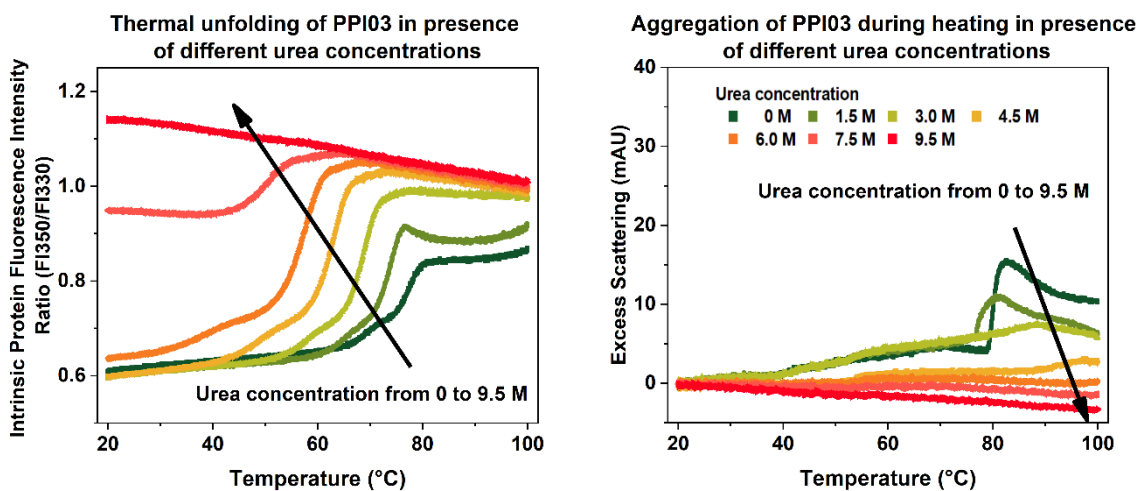 Thermal unfolding of PPI03 in presence
of different urea concentrations
Intrinsic Protein Fluorescence Intensity
Ratio (FI350/FI330)
1.2
1.0
0.8
0.6
Urea concentration from 0 to 9.5 M
20 40 60 80 100
Temperature (°C)
Aggregation of PPI03 during heating in presence
of different urea concentrations
Excess Scattering (mAU)
40
30
20
10
0
Urea concentration
0 M 1.5 M 3.0 M 4.5 M
6.0 M 7.5 M 9.5 M
Urea concentration from 0 to 9.5 M
20 40 60 80 100
Temperature (°C)